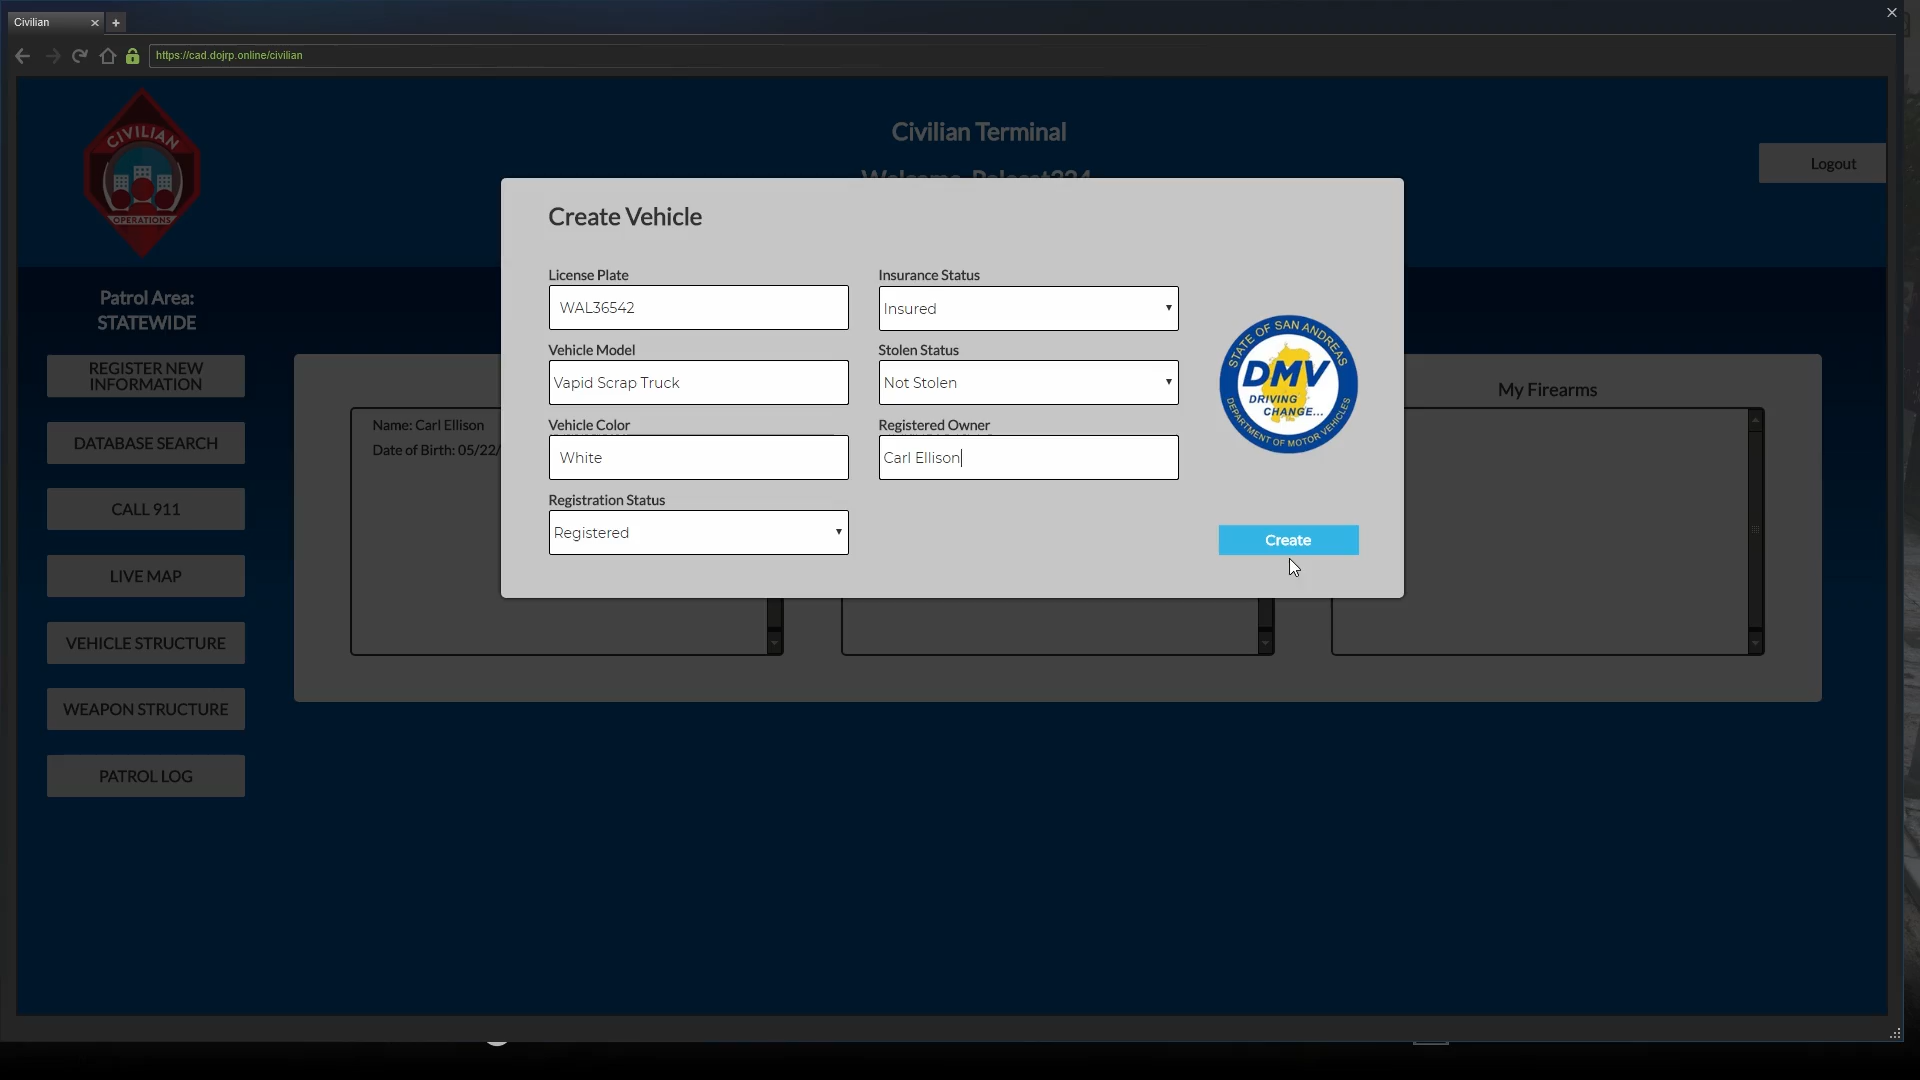 Civilian
https://cad.dojrp.online/civilian
CIVILIAN
OPERATIONS
Civilian Terminal
Logout
Patrol Area:
STATEWIDE
REGISTER NEW
INFORMATION
DATABASE SEARCH
CALL 911
LIVE MAP
VEHICLE STRUCTURE
WEAPON STRUCTURE
PATROL LOG
Name: Carl Ellison
Date of Birth: 05/22/
My Firearms
Create Vehicle
License Plate
WAL36542
Vehicle Model
Vapid Scrap Truck
Vehicle Color
White
Registration Status
Registered
Insurance Status
Insured
Stolen Status
Not Stolen
Registered Owner
Carl Ellison
STATE OF SAN ANDREAS
DMV
DRIVING
CHANGE...
DEPARTMENT OF MOTOR VEHICLES
Create